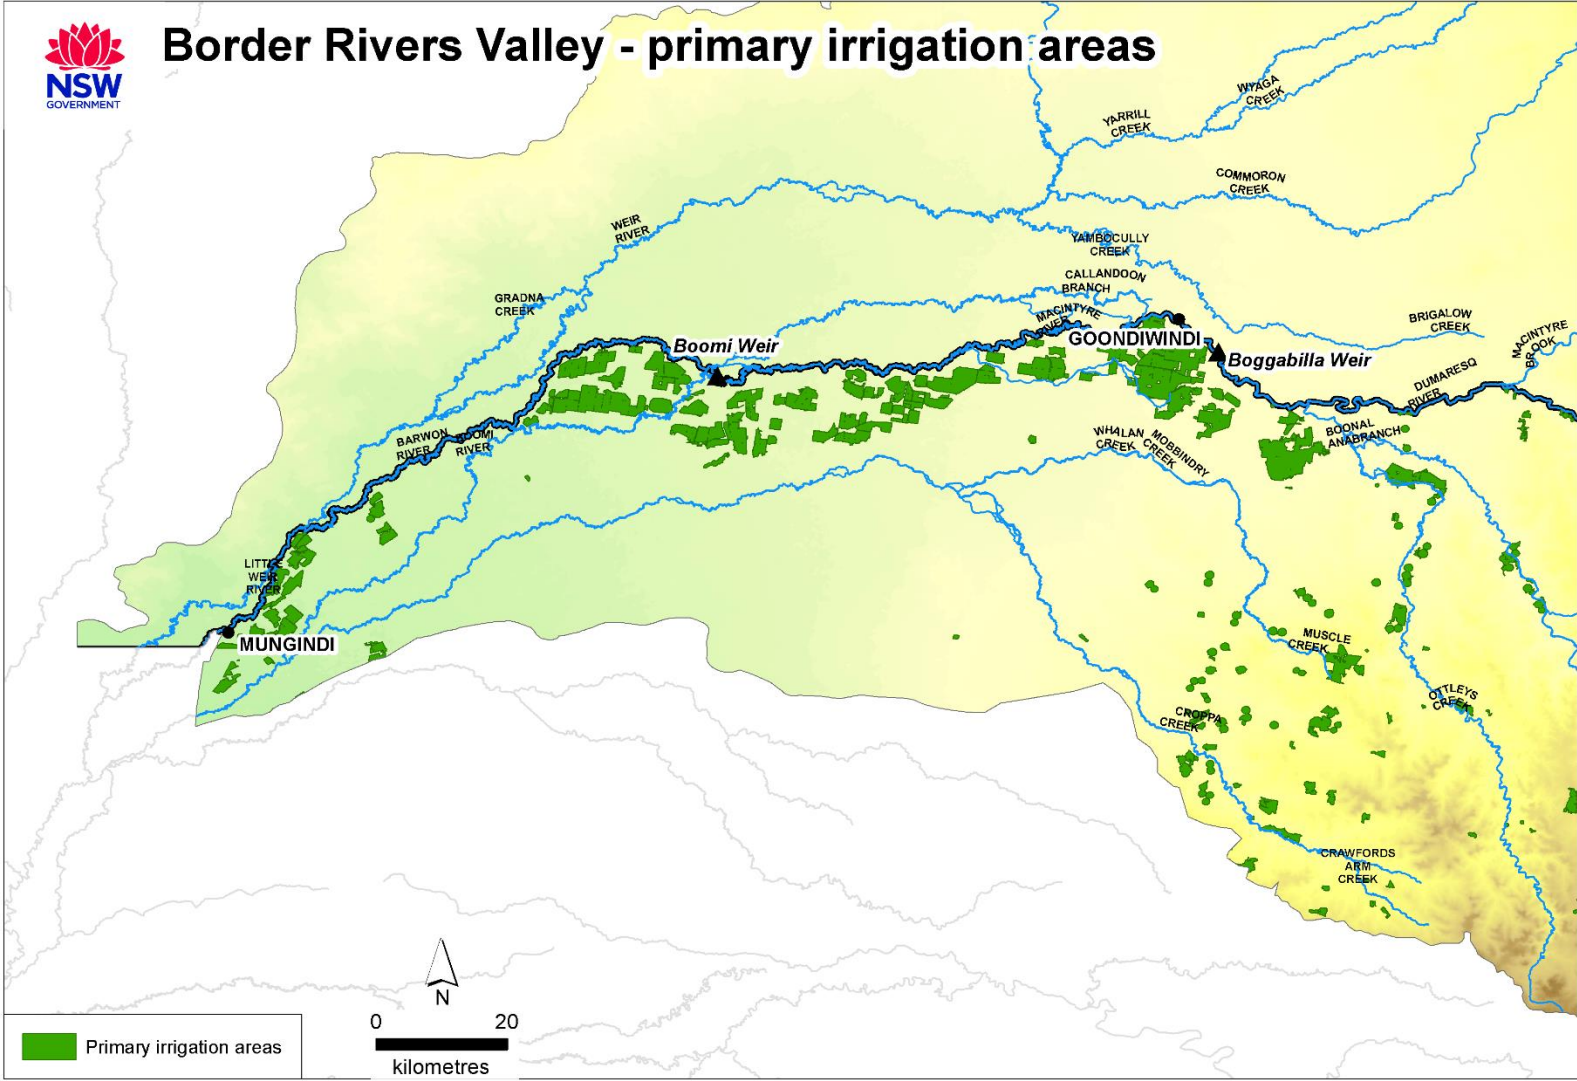 Border Rivers Valley - primary irrigation areas
NSW
GOVERNMENT
WYAGA
CREEK
YARRILL
CREEK
COMMORON
CREEK
WEIR
RIVER
YAMBOCULLY
CREEK
CALLANDOON
BRANCH
GRADNA
CREEK
MACINTYRE
RIVER
BRIGALOW
CREEK
MACINTYRE
BROOK
GOONDIWINDI
Boomi Weir
Boggabilla Weir
DUMARESQ
RIVER
BARWON
RIVER
BOOMI
RIVER
WHALAN
CREEK
MOBBINDRY
CREEK
BOONAL
ANABRANCH
LITTLE
WEIR
RIVER
MUNGINDI
MUSCLE
CREEK
OTTLEYS
CREEK
CROPPA
CREEK
CRAWFORDS
ARM
CREEK
N
0 20
kilometres
Primary irrigation areas